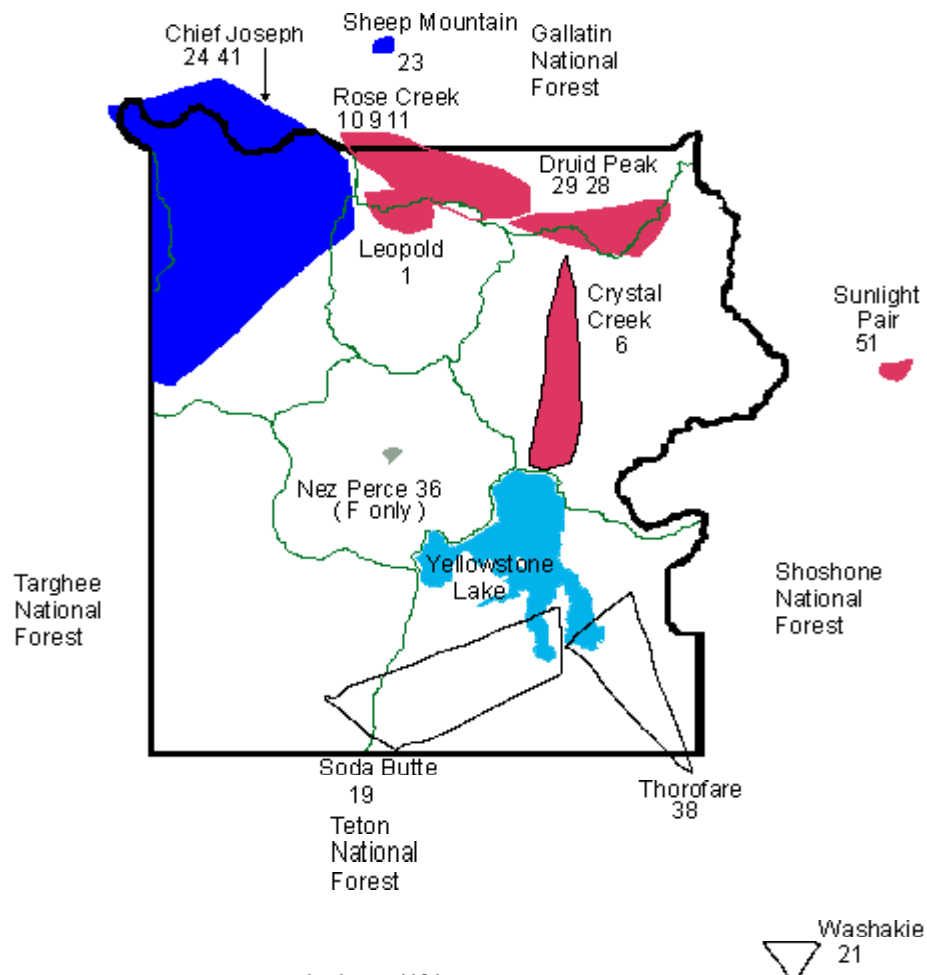 Sheep Mountain
23
Chief Joseph
24 41
Gallatin
National
Forest
Rose Creek
10 9 11
Druid Peak
29 28
Leopold
1
Crystal
Creek
6
Sunlight
Pair
51
Nez Perce 36
( F only )
Yellowstone
Lake
Targhee
National
Forest
Shoshone
National
Forest
Soda Butte
19
Thorofare
38
Teton
National
Forest
Washakie
21